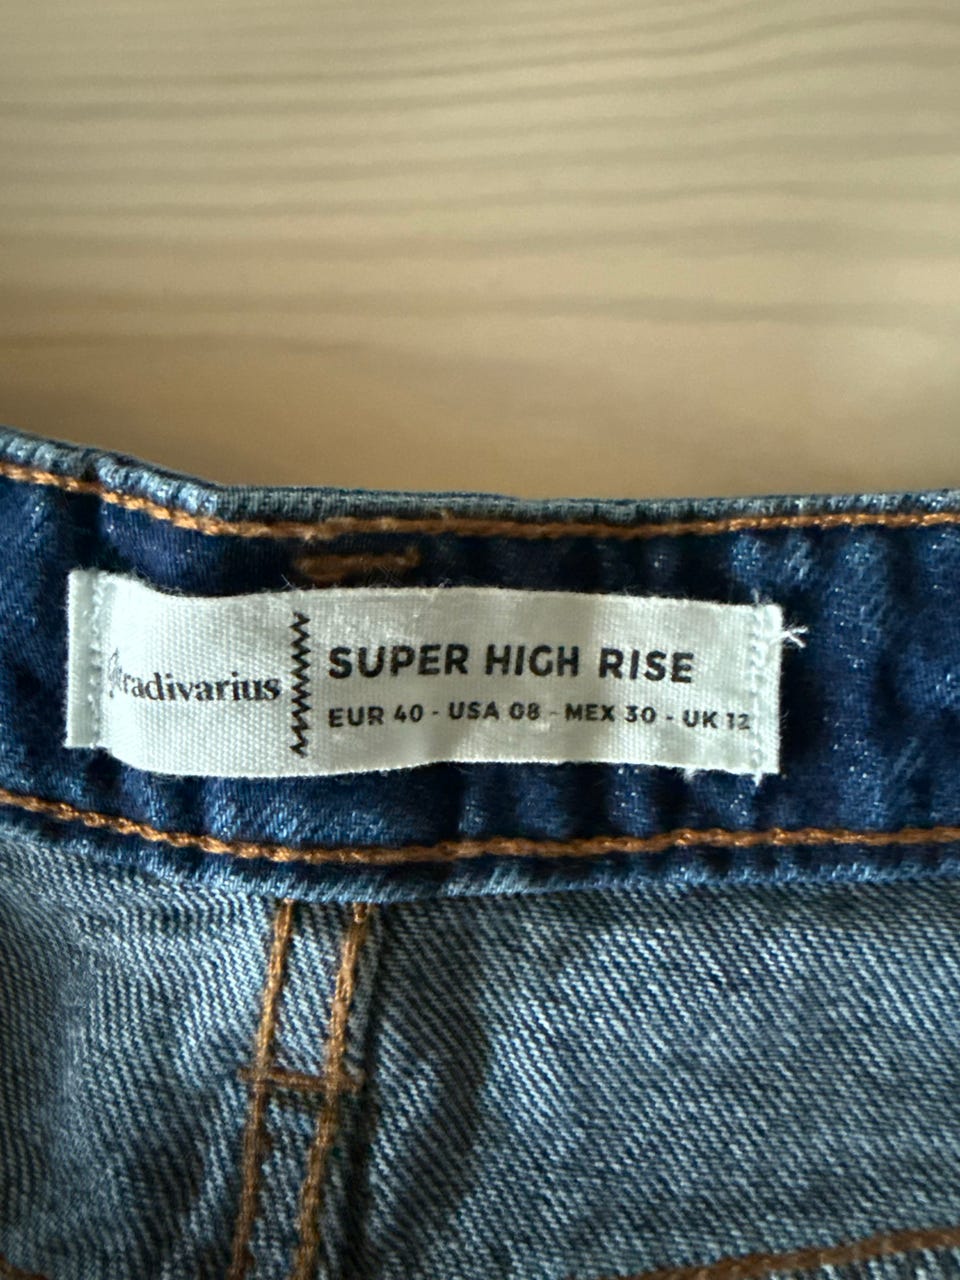 Stradivarius
SUPER HIGH RISE
EUR 40 - USA 08 - MEX 30 - UK 12